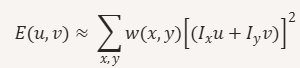 E(u,v) ≈ ∑_{x,y} w(x,y)[(I_x u + I_y v)]^2